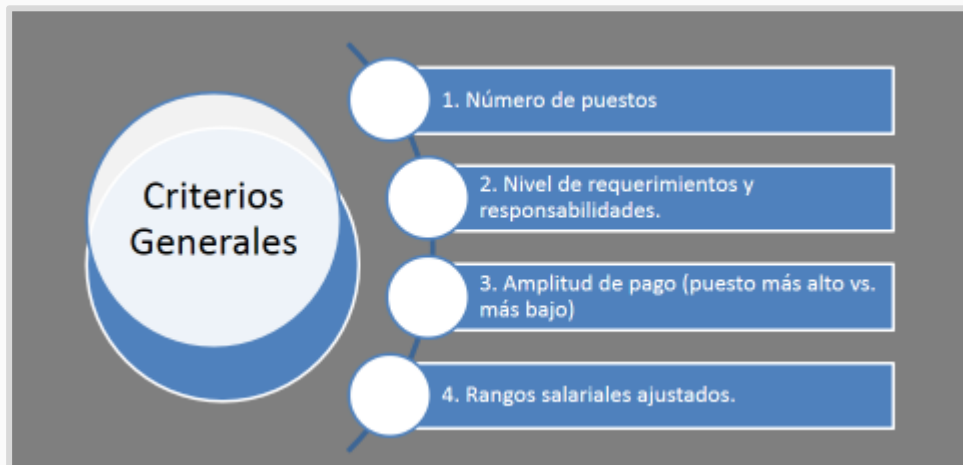 Criterios
Generales
1. Número de puestos
2. Nivel de requerimientos y
responsabilidades.
3. Amplitud de pago (puesto más alto vs.
más bajo)
4. Rangos salariales ajustados.